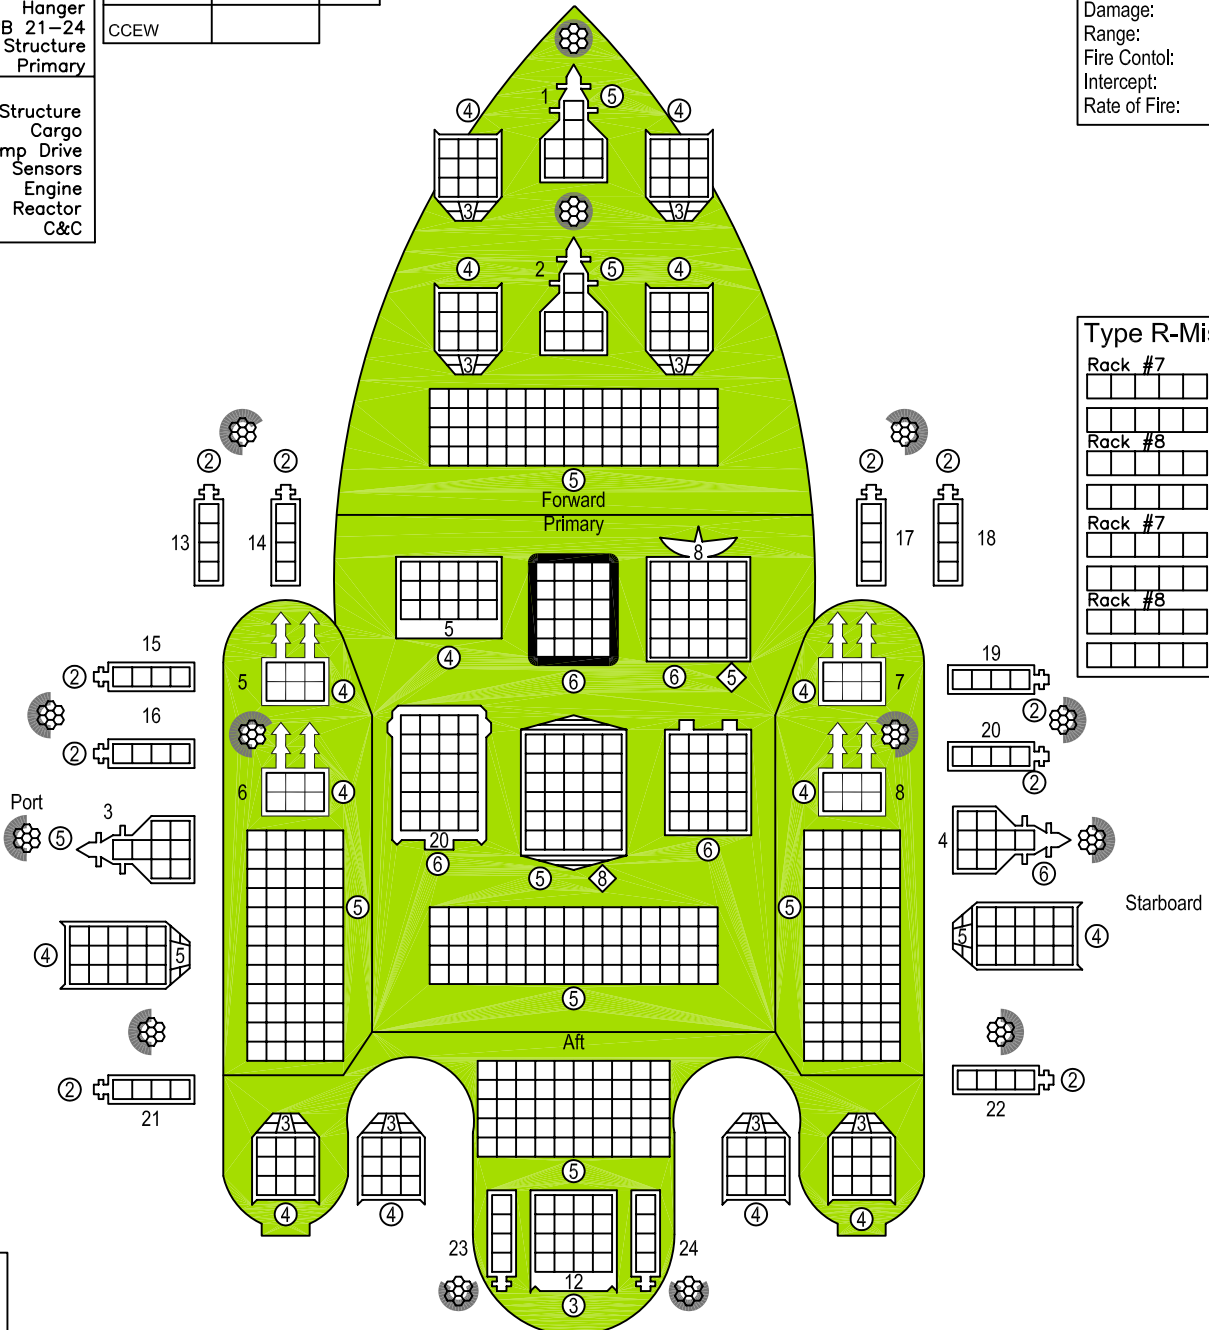 Hanger
B 21-24
Structure
Primary
Structure
Cargo
mp Drive
Sensors
Engine
Reactor
C&C
CCEW
Damage:
Range:
Fire Contol:
Intercept:
Rate of Fire:
1
5
4
4
3
3
2
5
4
4
3
3
Type R-Mis
Rack #7
Rack #8
Rack #7
Rack #8
5
Forward
Primary
2
2
2
2
13
14
17
18
8
5
4
6
6
5
15
2
16
2
19
2
20
2
5
4
4
7
6
4
4
8
20
6
5
8
6
Port
3
5
4
6
Starboard
5
5
4
5
5
4
5
Aft
2
21
2
22
3
3
3
3
4
4
4
4
5
23
24
12
3